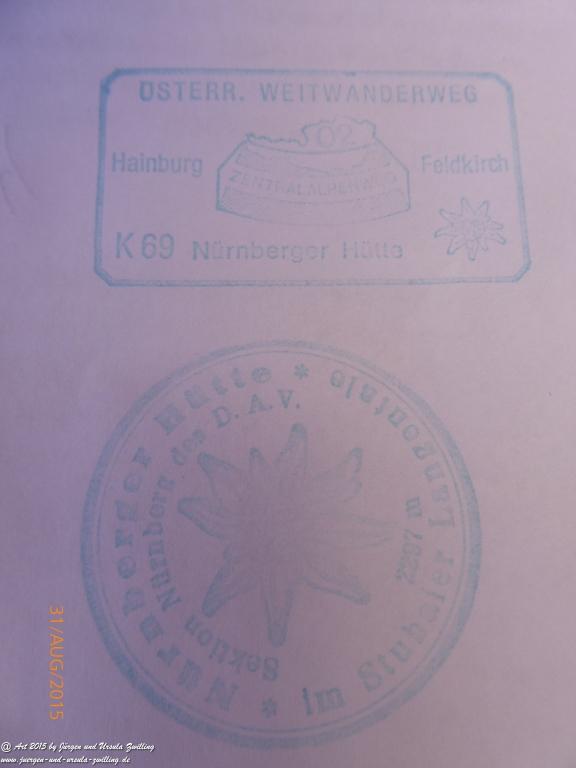 ÖSTERR. WEITWANDERWEG
02
Hainburg
ZENTRALALPENWEG
Feldkirch
K 69 Nürnberger Hütte
* Nürnberger Hütte *
Sektion Nürnberg des D.A.V.
im Stubaier Langental
2297 m
31/AUG/2015
@ Art 2015 by Jürgen und Ursula Zwilling
www.juergen-und-ursula-zwilling.de